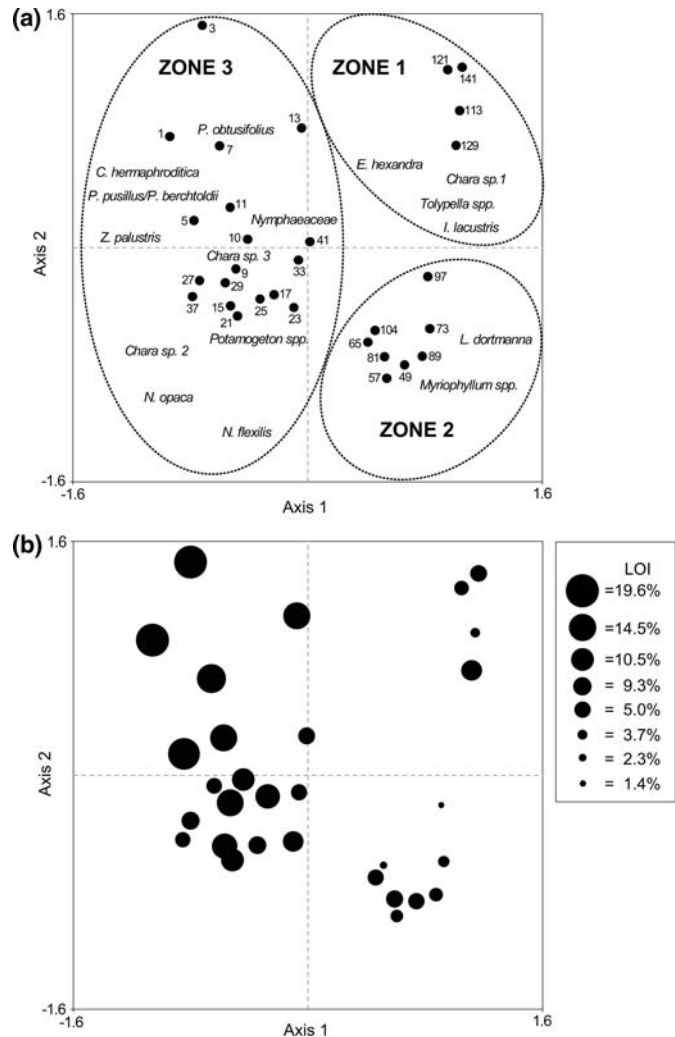 (a)
1.6
3
ZONE 3
ZONE 1
121
141
113
13
P. obtusifolius
1
7
129
E. hexandra
C. hermaphroditica
Chara sp.1
P. pusillus/P. berchtoldii
11
Tolypella spp.
5
Nymphaeaceae
I. lacustris
Z. palustris
10
41
Axis 2
Chara sp. 3
33
9
97
27
29
37
15
25
17
23
21
104
73
L. dortmanna
65
Potamogeton spp.
81
89
Chara sp. 2
57
49
Myriophyllum spp.
N. opaca
N. flexilis
ZONE 2
-1.6
-1.6
Axis 1
1.6
(b)
1.6
LOI
=19.6%
=14.5%
=10.5%
= 9.3%
= 5.0%
= 3.7%
= 2.3%
= 1.4%
Axis 2
-1.6
-1.6
Axis 1
1.6